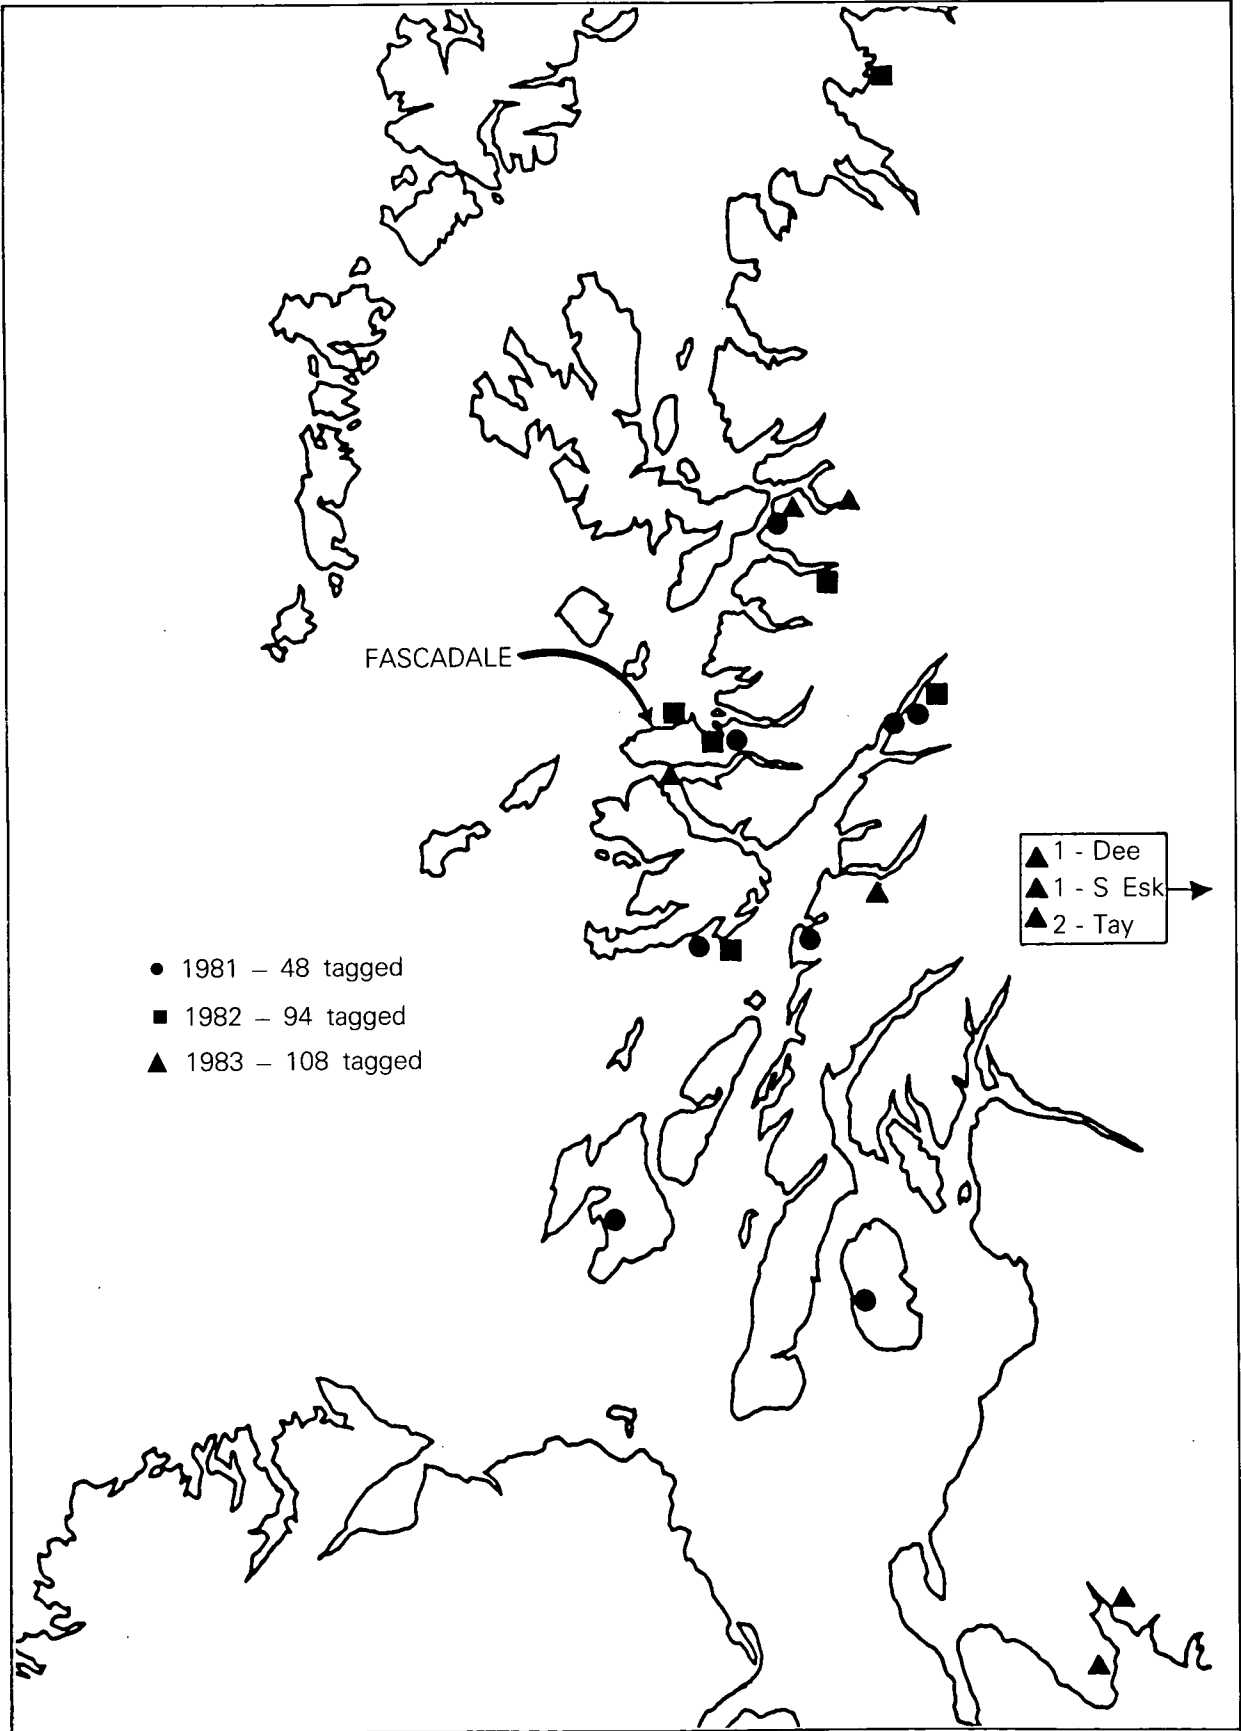 FASCADALE
▲ 1 - Dee
▲ 1 - S Esk
▲ 2 - Tay
● 1981 – 48 tagged
■ 1982 – 94 tagged
▲ 1983 – 108 tagged